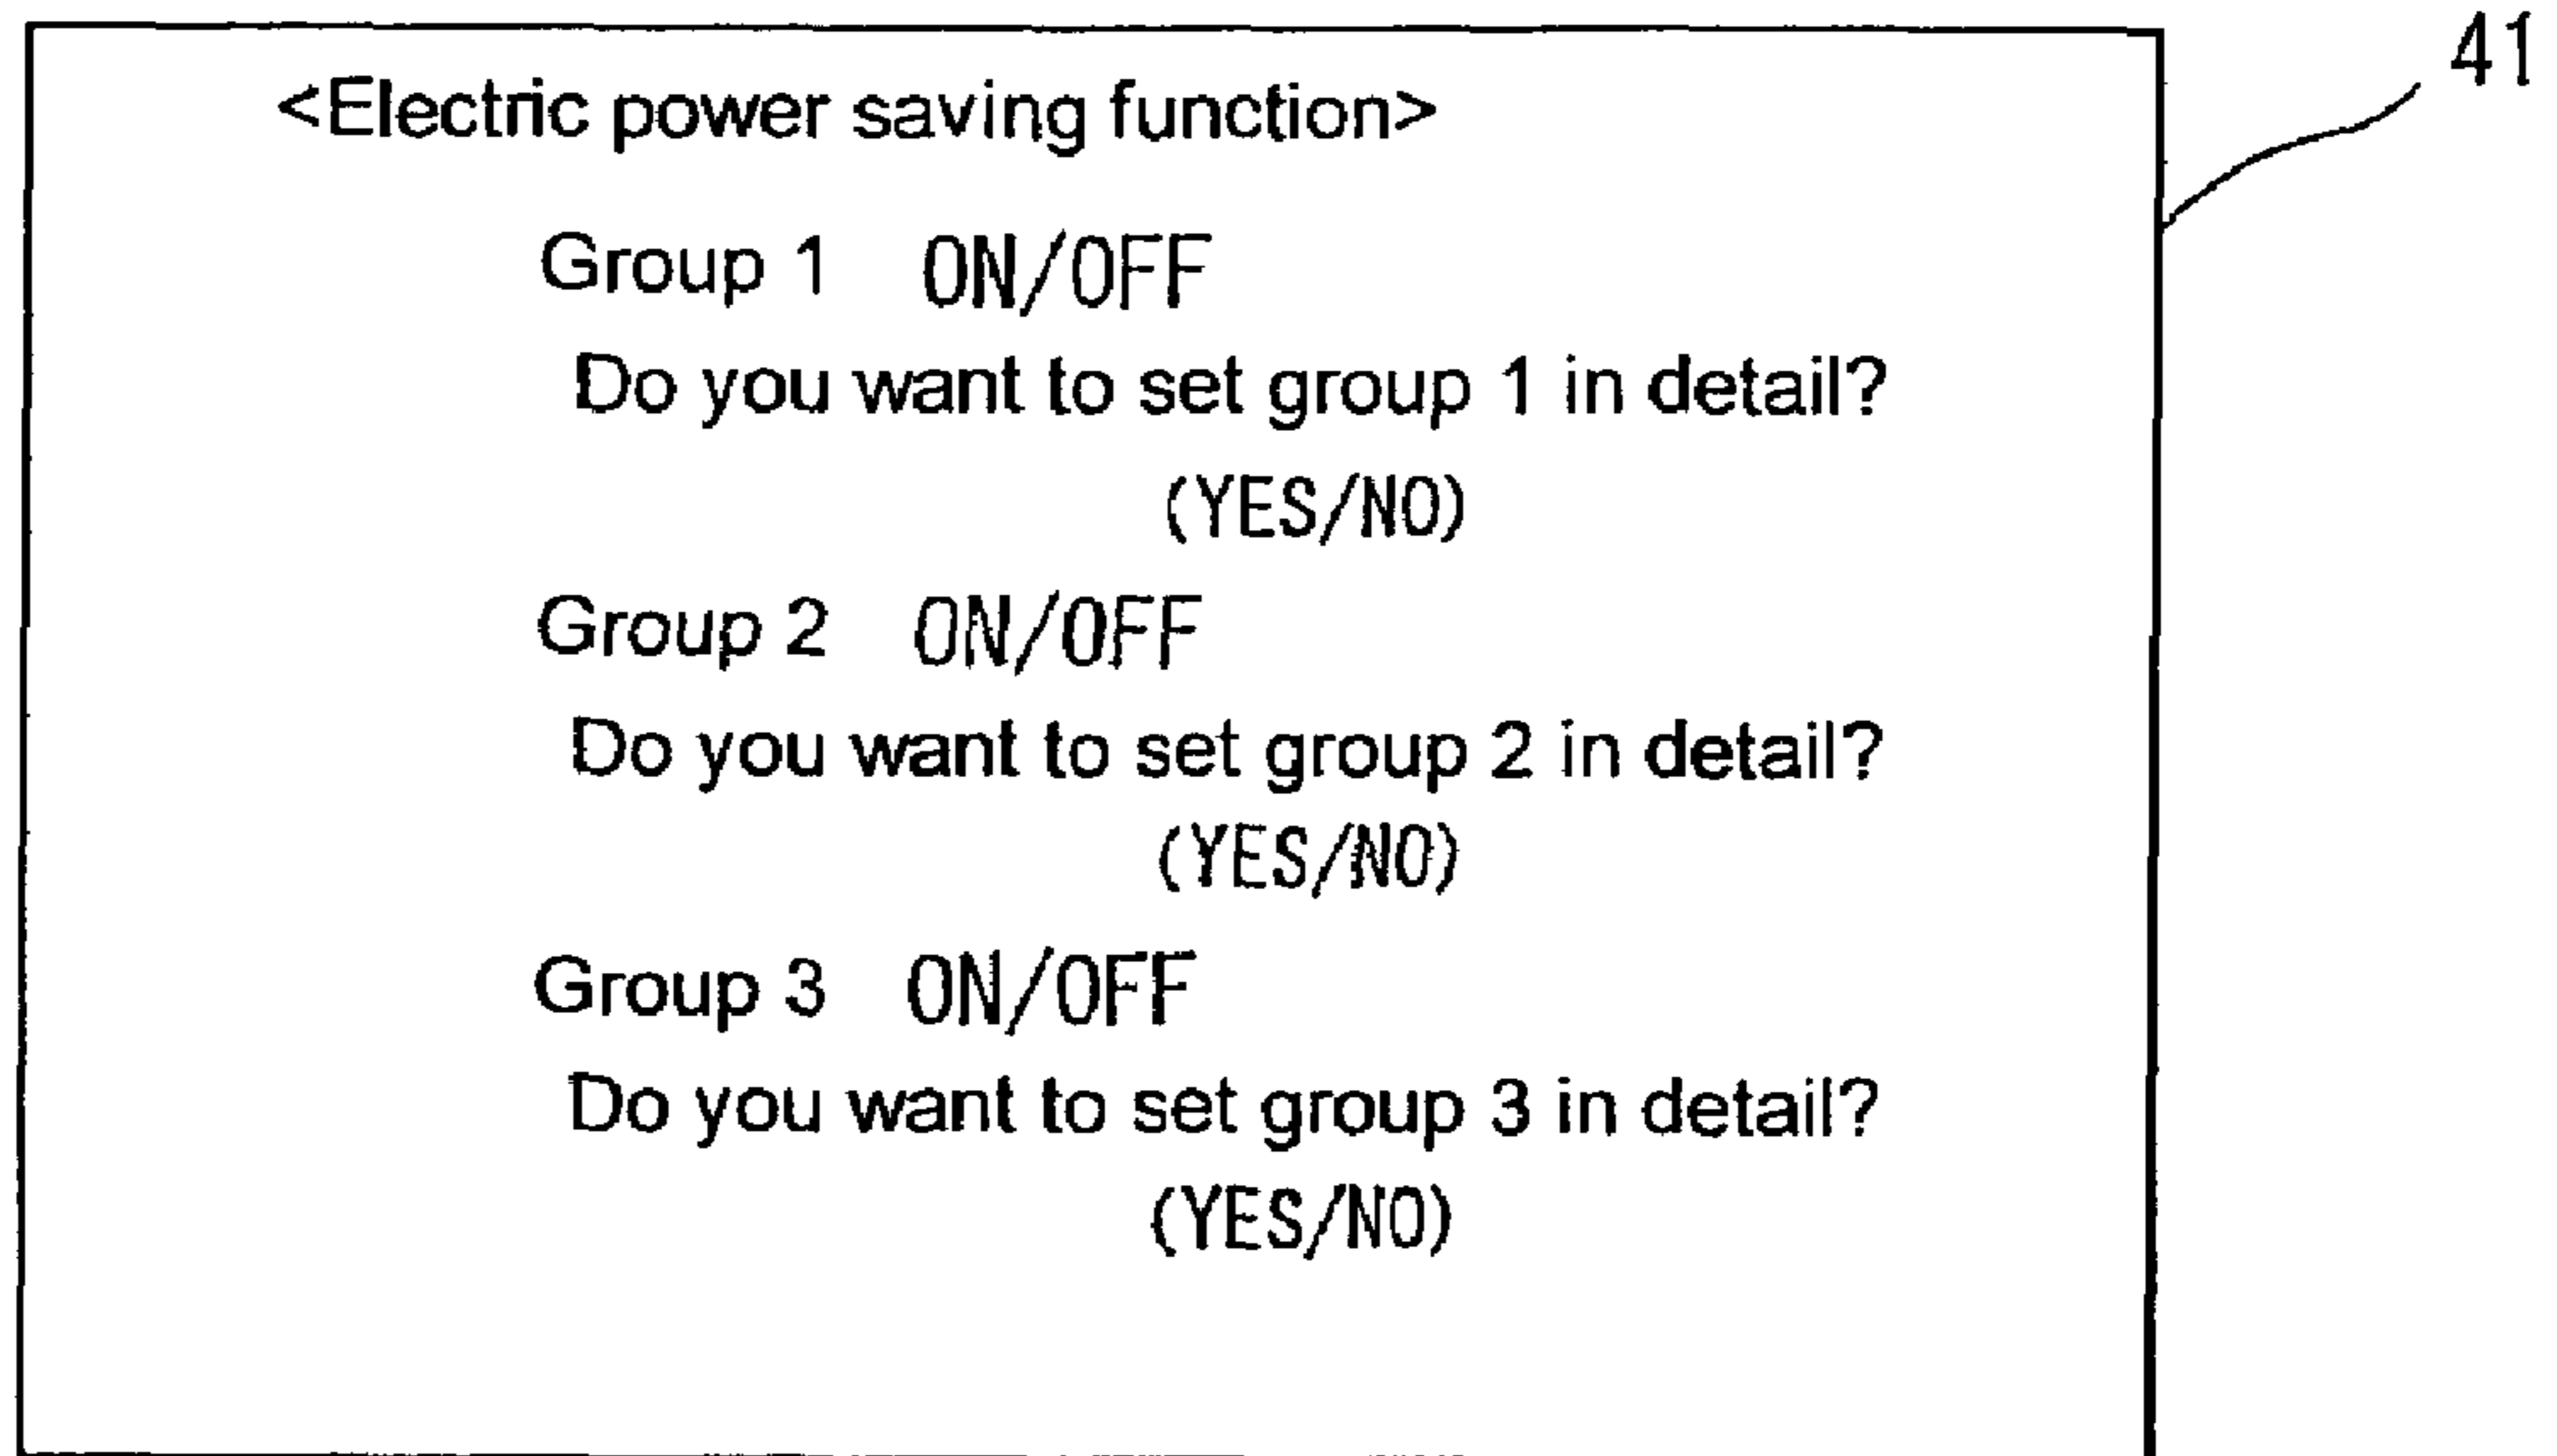 41
<Electric power saving function>
Group 1 ON/OFF
Do you want to set group 1 in detail?
(YES/NO)
Group 2 ON/OFF
Do you want to set group 2 in detail?
(YES/NO)
Group 3 ON/OFF
Do you want to set group 3 in detail?
(YES/NO)